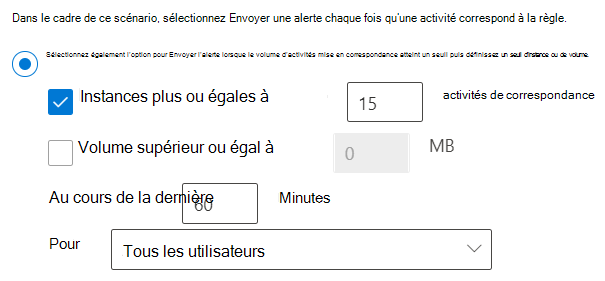 Dans le cadre de ce scénario, sélectionnez Envoyer une alerte chaque fois qu'une activité correspond à la règle.
Sélectionnez également l'option pour Envoyer l'alerte lorsque le volume d'activités mise en correspondance atteint un seuil puis définissez un seuil d'instance ou de volume.
Instances plus ou égales à 15 activités de correspondance
Volume supérieur ou égal à 0 MB
Au cours de la dernière 60 Minutes
Pour Tous les utilisateurs